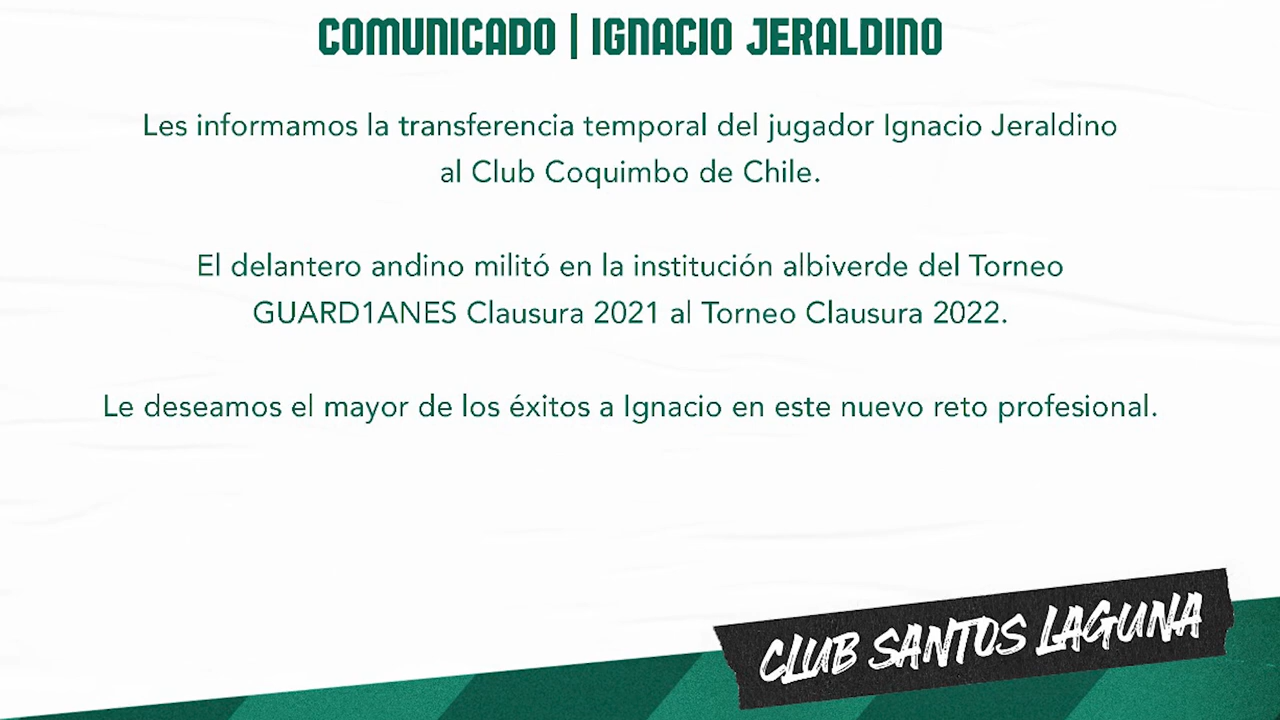 COMUNICADO | IGNACIO JERALDINO
Les informamos la transferencia temporal del jugador Ignacio Jeraldino
al Club Coquimbo de Chile.
El delantero andino militó en la institución albiverde del Torneo
GUARD1ANES Clausura 2021 al Torneo Clausura 2022.
Le deseamos el mayor de los éxitos a Ignacio en este nuevo reto profesional.
CLUB SANTOS LAGUNA